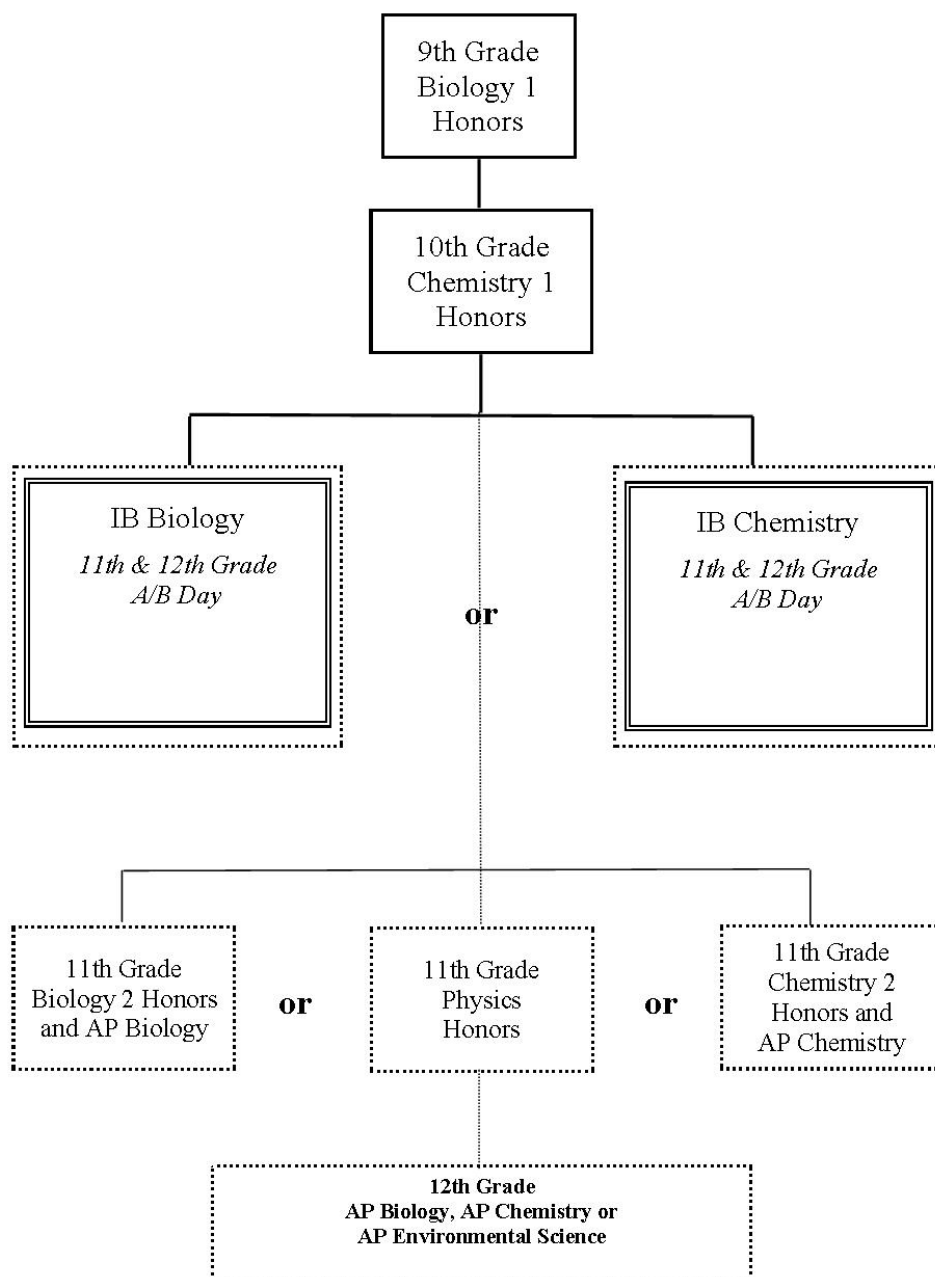 9th Grade
Biology 1
Honors
10th Grade
Chemistry 1
Honors
IB Biology
11th & 12th Grade
A/B Day
or
IB Chemistry
11th & 12th Grade
A/B Day
11th Grade
Biology 2 Honors
and AP Biology
or
11th Grade
Physics
Honors
or
11th Grade
Chemistry 2
Honors and
AP Chemistry
12th Grade
AP Biology, AP Chemistry or
AP Environmental Science